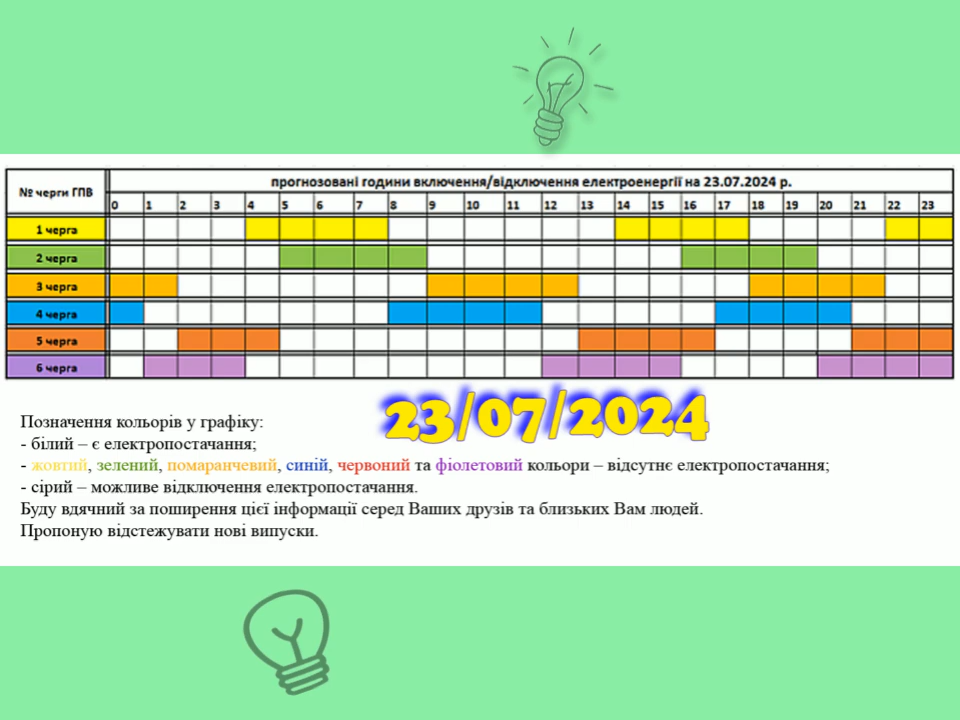 № черги ГПВ
прогнозовані години включення/відключення електроенергії на 23.07.2024 р.
0 1 2 3 4 5 6 7 8 9 10 11 12 13 14 15 16 17 18 19 20 21 22 23
1 черга
2 черга
3 черга
4 черга
5 черга
6 черга
23/07/2024
Позначення кольорів у графіку:
- білий – є електропостачання;
- жовтий, зелений, помаранчевий, синій, червоний та фіолетовий кольори – відсутнє електропостачання;
- сірий – можливе відключення електропостачання.
Буду вдячний за поширення цієї інформації серед Ваших друзів та близьких Вам людей.
Пропоную відстежувати нові випуски.